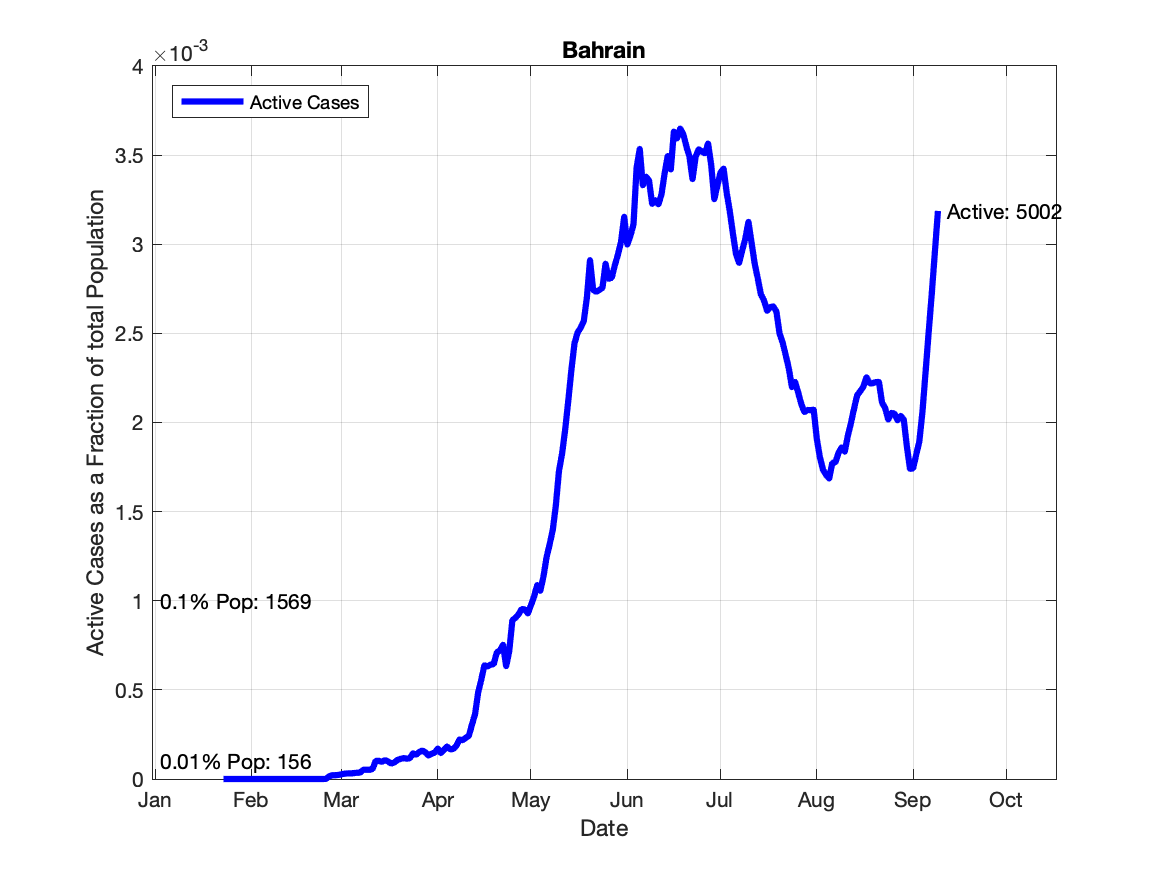 Bahrain
×10-3
Active Cases
4
3.5
3
2.5
2
1.5
1
0.5
0
Active Cases as a Fraction of total Population
Active: 5002
0.1% Pop: 1569
0.01% Pop: 156
Jan Feb Mar Apr May Jun Jul Aug Sep Oct
Date